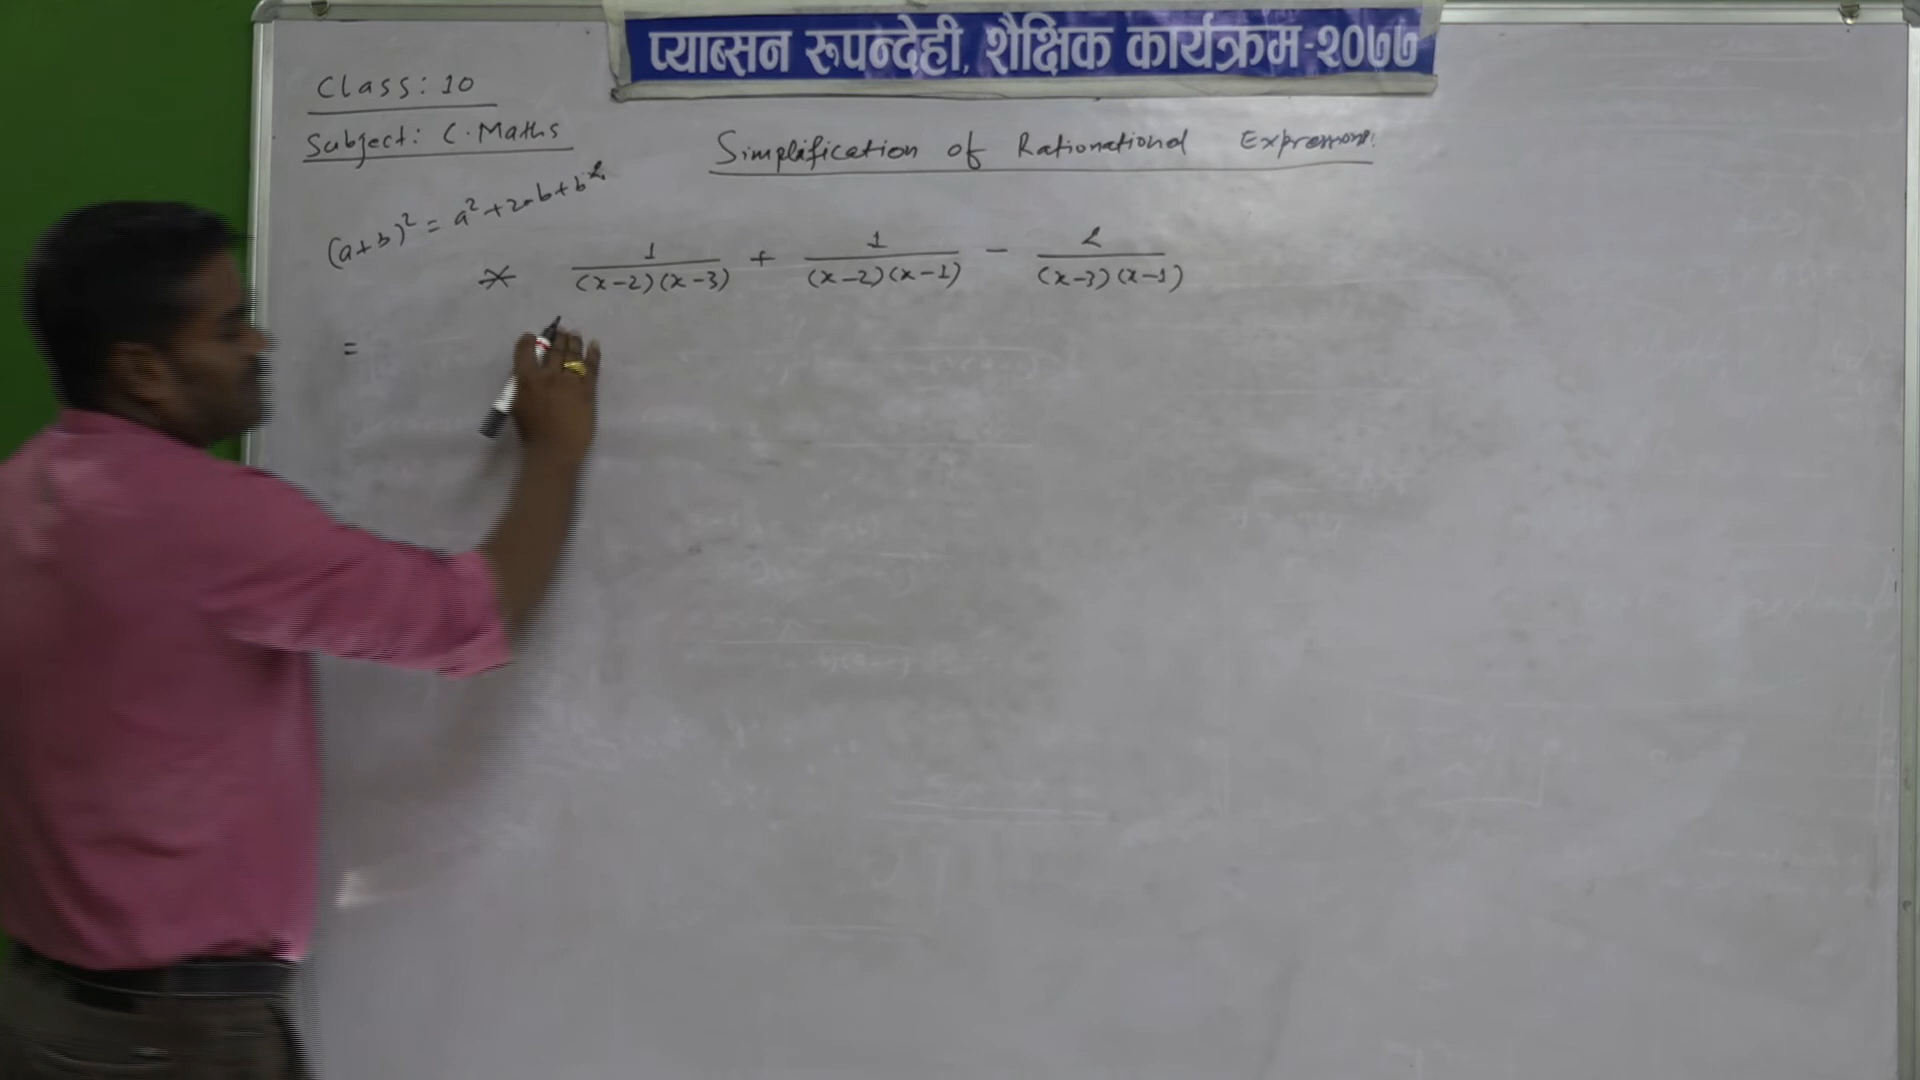 प्याब्सन रुपन्देही, शैक्षिक कार्यक्रम-२०७७
Class: 10
Subject: C. Maths
Simplification of Rationational Expressions:
(a+b)² = a²+2ab+b²
* 1/((x-2)(x-3)) + 1/((x-2)(x-1)) - 2/((x-3)(x-1))
=